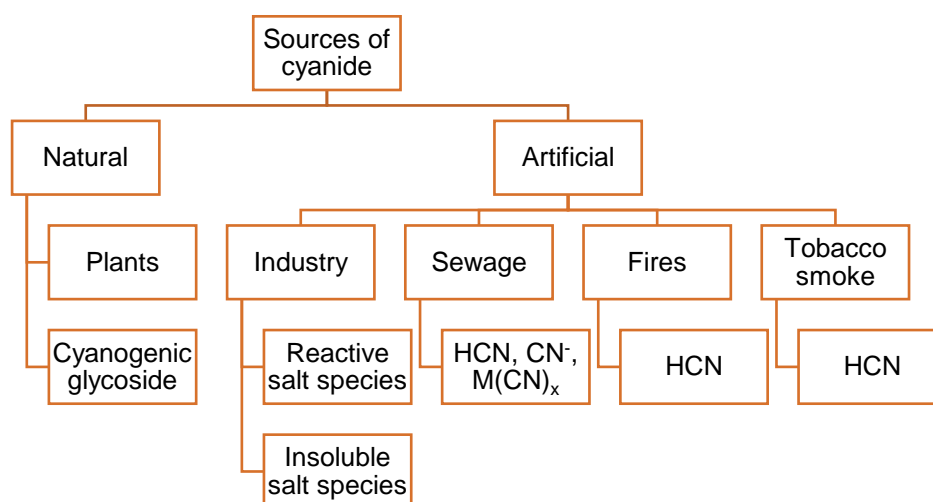 Sources of
cyanide
Natural
Artificial
Plants
Industry
Sewage
Fires
Tobacco
smoke
Cyanogenic
glycoside
Reactive
salt species
HCN, CN⁻,
M(CN)ₓ
HCN
HCN
Insoluble
salt species